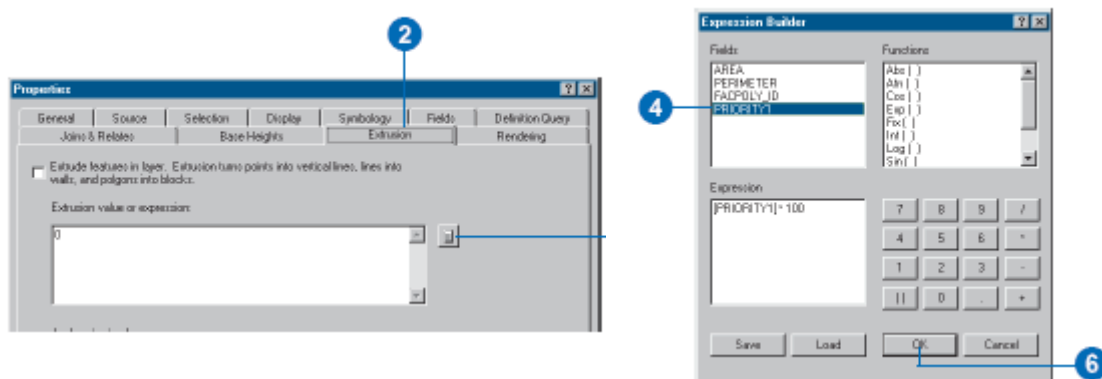 2
Properties
General Source Selection Display Symbology Fields Definition Query
Joins & Relates Base Heights Extrusion Rendering
Extrude features in layer. Extrusion turns points into vertical lines, lines into
walls, and polygons into blocks.
Extrusion value or expression:
0
Expression Builder
Fields
AREA
PERIMETER
FACPOLY_ID
PRIORITY1
4
Functions
Abs ( )
Atn ( )
Cos ( )
Exp ( )
Fix ( )
Int ( )
Log ( )
Sin ( )
Expression
[PRIORITY1] * 100
7 8 9 /
4 5 6 *
1 2 3 -
0 . +
Save Load OK Cancel
6